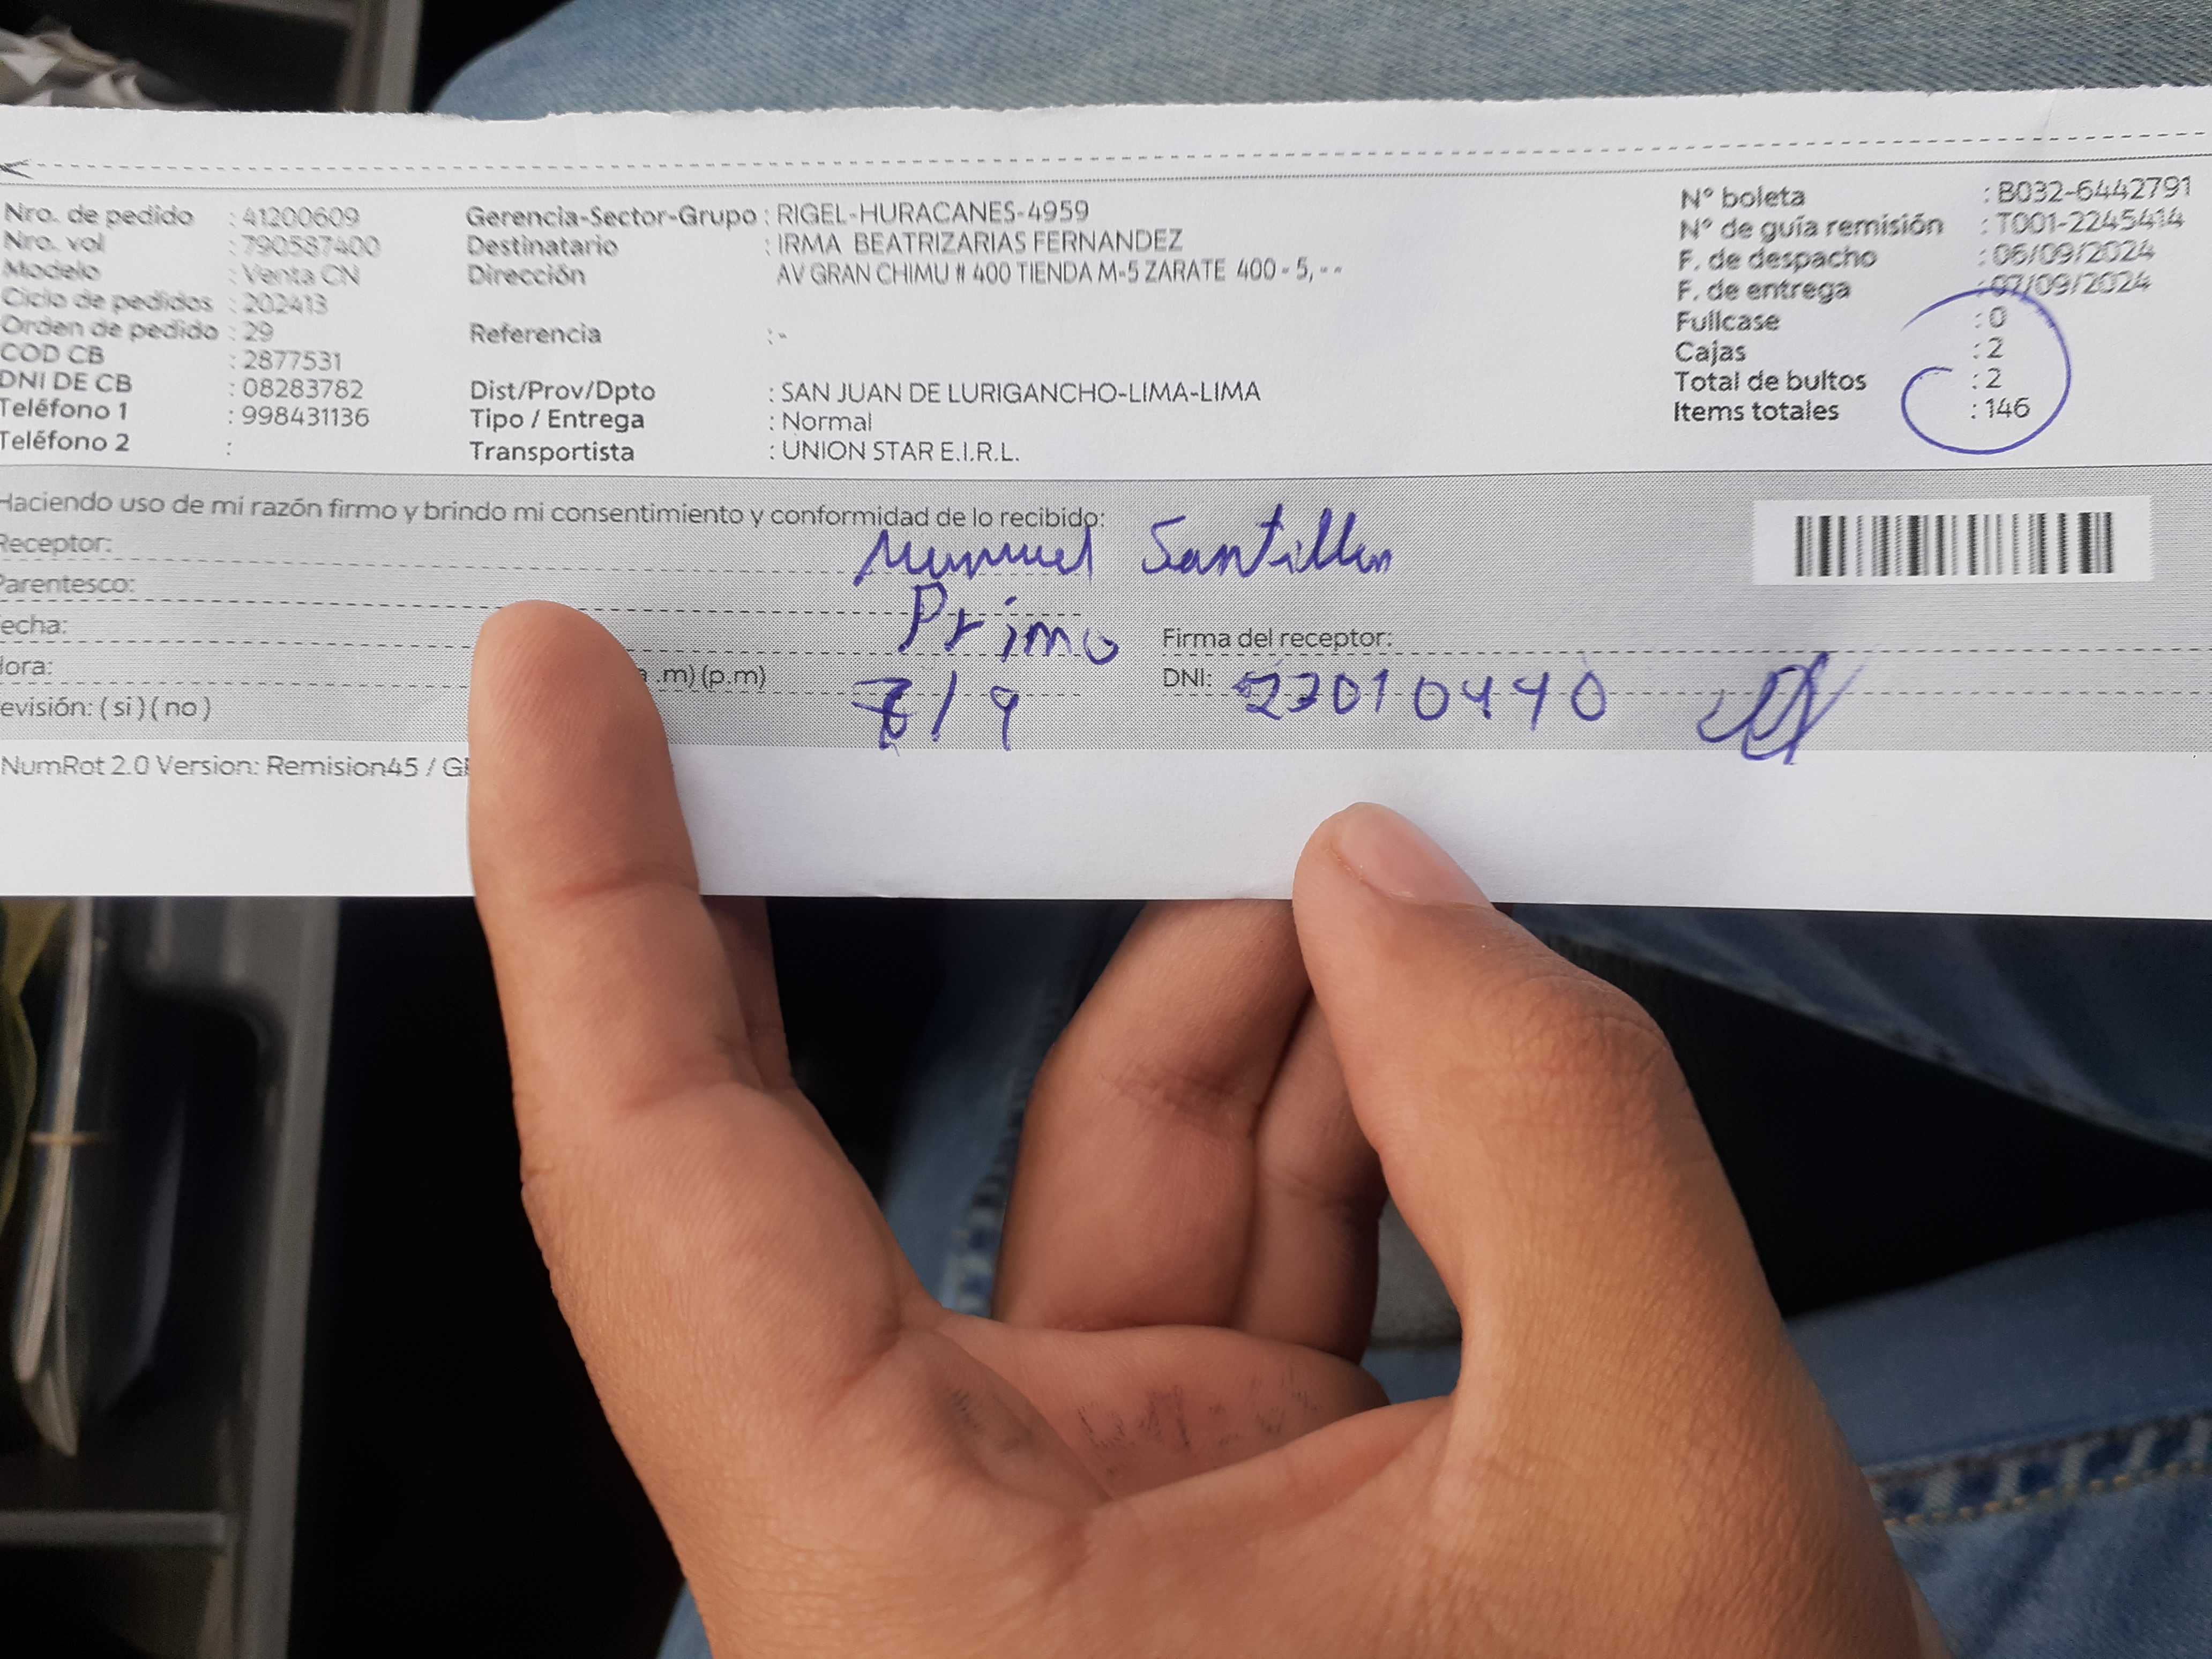 Nro. de pedido : 41200609
Nro. vol : 790587400
Modelo : Venta CN
Ciclo de pedidos : 202413
Orden de pedido : 29
COD CB : 2877531
DNI DE CB : 08283782
Teléfono 1 : 998431136
Teléfono 2 :
Gerencia-Sector-Grupo : RIGEL-HURACANES-4959
Destinatario : IRMA BEATRIZARIAS FERNANDEZ
Dirección AV GRAN CHIMU # 400 TIENDA M-5 ZARATE 400 - 5, - -
Referencia : -
Dist/Prov/Dpto : SAN JUAN DE LURIGANCHO-LIMA-LIMA
Tipo / Entrega : Normal
Transportista : UNION STAR E.I.R.L.
N° boleta : B032-6442791
N° de guía remisión : T001-2245414
F. de despacho : 06/09/2024
F. de entrega : 07/09/2024
Fullcase : 0
Cajas : 2
Total de bultos : 2
Items totales : 146
Haciendo uso de mi razón firmo y brindo mi consentimiento y conformidad de lo recibido:
Receptor: Manuel Santillan
Parentesco: Primo
echa: 7/9
ora: .m) (p.m)
evisión: ( si ) ( no )
Firma del receptor:
DNI: 22010440
NumRot 2.0 Version: Remision45 /